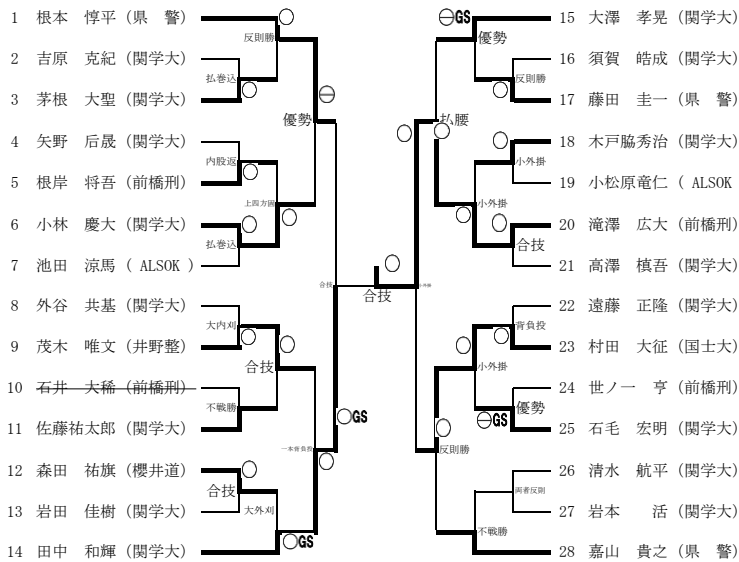 1 根本 惇平 (県 警)
2 吉原 克紀 (関学大)
3 茅根 大聖 (関学大)
4 矢野 后晟 (関学大)
5 根岸 将吾 (前橋刑)
6 小林 慶大 (関学大)
7 池田 涼馬 ( ALSOK )
8 外谷 共基 (関学大)
9 茂木 唯文 (井野整)
10 石井 大稀 (前橋刑)
11 佐藤祐太郎 (関学大)
12 森田 祐旗 (櫻井道)
13 岩田 佳樹 (関学大)
14 田中 和輝 (関学大)
反則勝
払巻込
優勢
内股返
上四方固
払巻込
大内刈
合技
不戦勝
一本背負投
合技
大外刈
GS
GS
合技
合技
GS
優勢
反則勝
払腰
小外掛
小外掛
合技
背負投
小外掛
優勢
GS
反則勝
両者反則
不戦勝
15 大澤 孝晃 (関学大)
16 須賀 皓成 (関学大)
17 藤田 圭一 (県 警)
18 木戸脇秀治 (関学大)
19 小松原竜仁 ( ALSOK
20 滝澤 広大 (前橋刑)
21 高澤 慎吾 (関学大)
22 遠藤 正隆 (関学大)
23 村田 大征 (国士大)
24 世ノ一 亨 (前橋刑)
25 石毛 宏明 (関学大)
26 清水 航平 (関学大)
27 岩本 活 (関学大)
28 嘉山 貴之 (県 警)